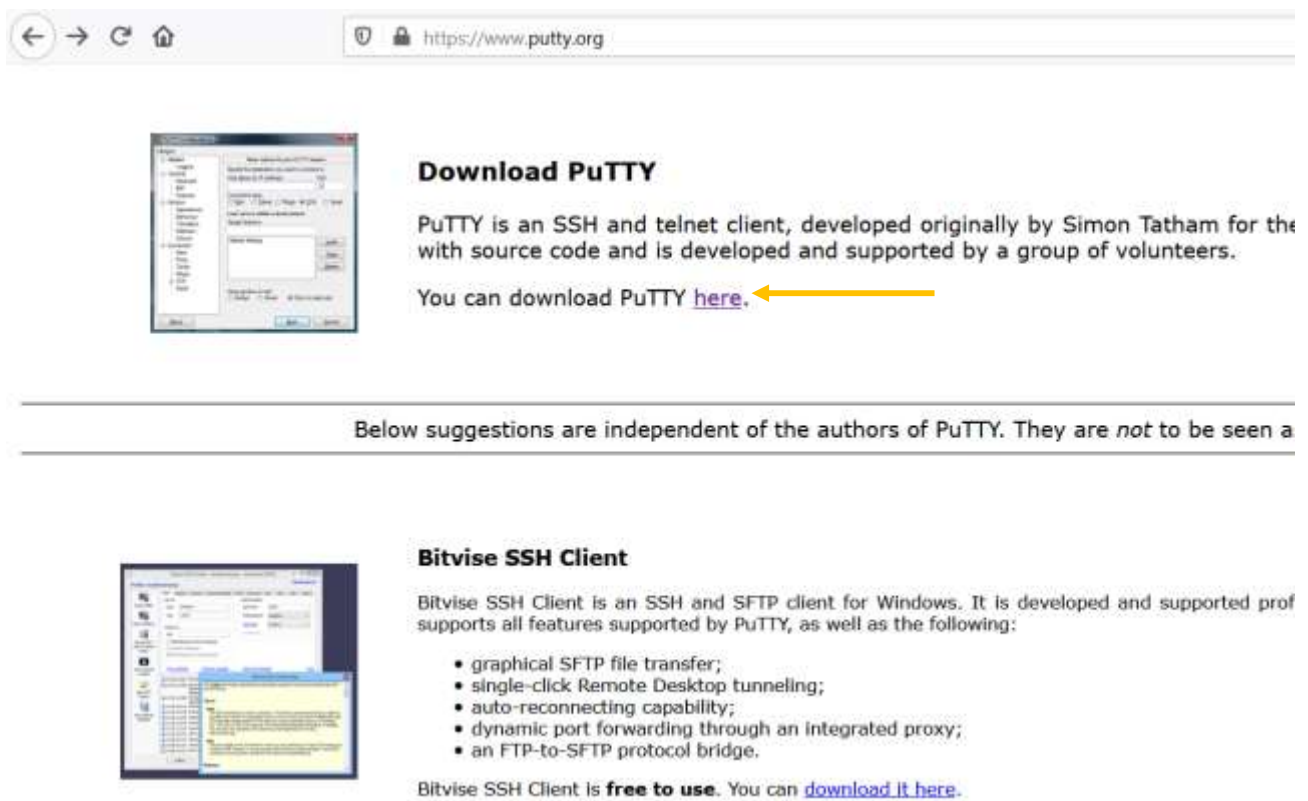 https://www.putty.org
Download PuTTY
PuTTY is an SSH and telnet client, developed originally by Simon Tatham for the
with source code and is developed and supported by a group of volunteers.
You can download PuTTY here.
Below suggestions are independent of the authors of PuTTY. They are not to be seen a
Bitvise SSH Client
Bitvise SSH Client is an SSH and SFTP client for Windows. It is developed and supported prof
supports all features supported by PuTTY, as well as the following:
• graphical SFTP file transfer;
• single-click Remote Desktop tunneling;
• auto-reconnecting capability;
• dynamic port forwarding through an integrated proxy;
• an FTP-to-SFTP protocol bridge.
Bitvise SSH Client is free to use. You can download it here.